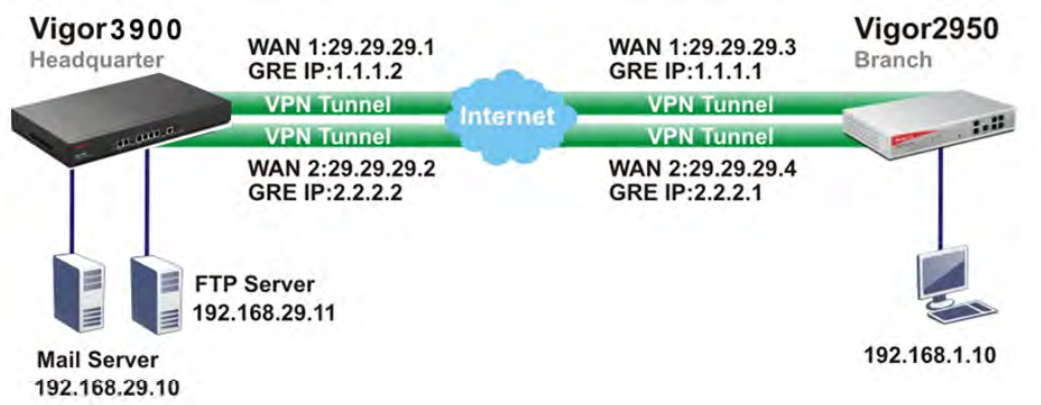 Vigor3900
Headquarter
WAN 1:29.29.29.1
GRE IP:1.1.1.2
VPN Tunnel
VPN Tunnel
WAN 2:29.29.29.2
GRE IP:2.2.2.2
Internet
WAN 1:29.29.29.3
GRE IP:1.1.1.1
VPN Tunnel
VPN Tunnel
WAN 2:29.29.29.4
GRE IP:2.2.2.1
Vigor2950
Branch
FTP Server
192.168.29.11
Mail Server
192.168.29.10
192.168.1.10